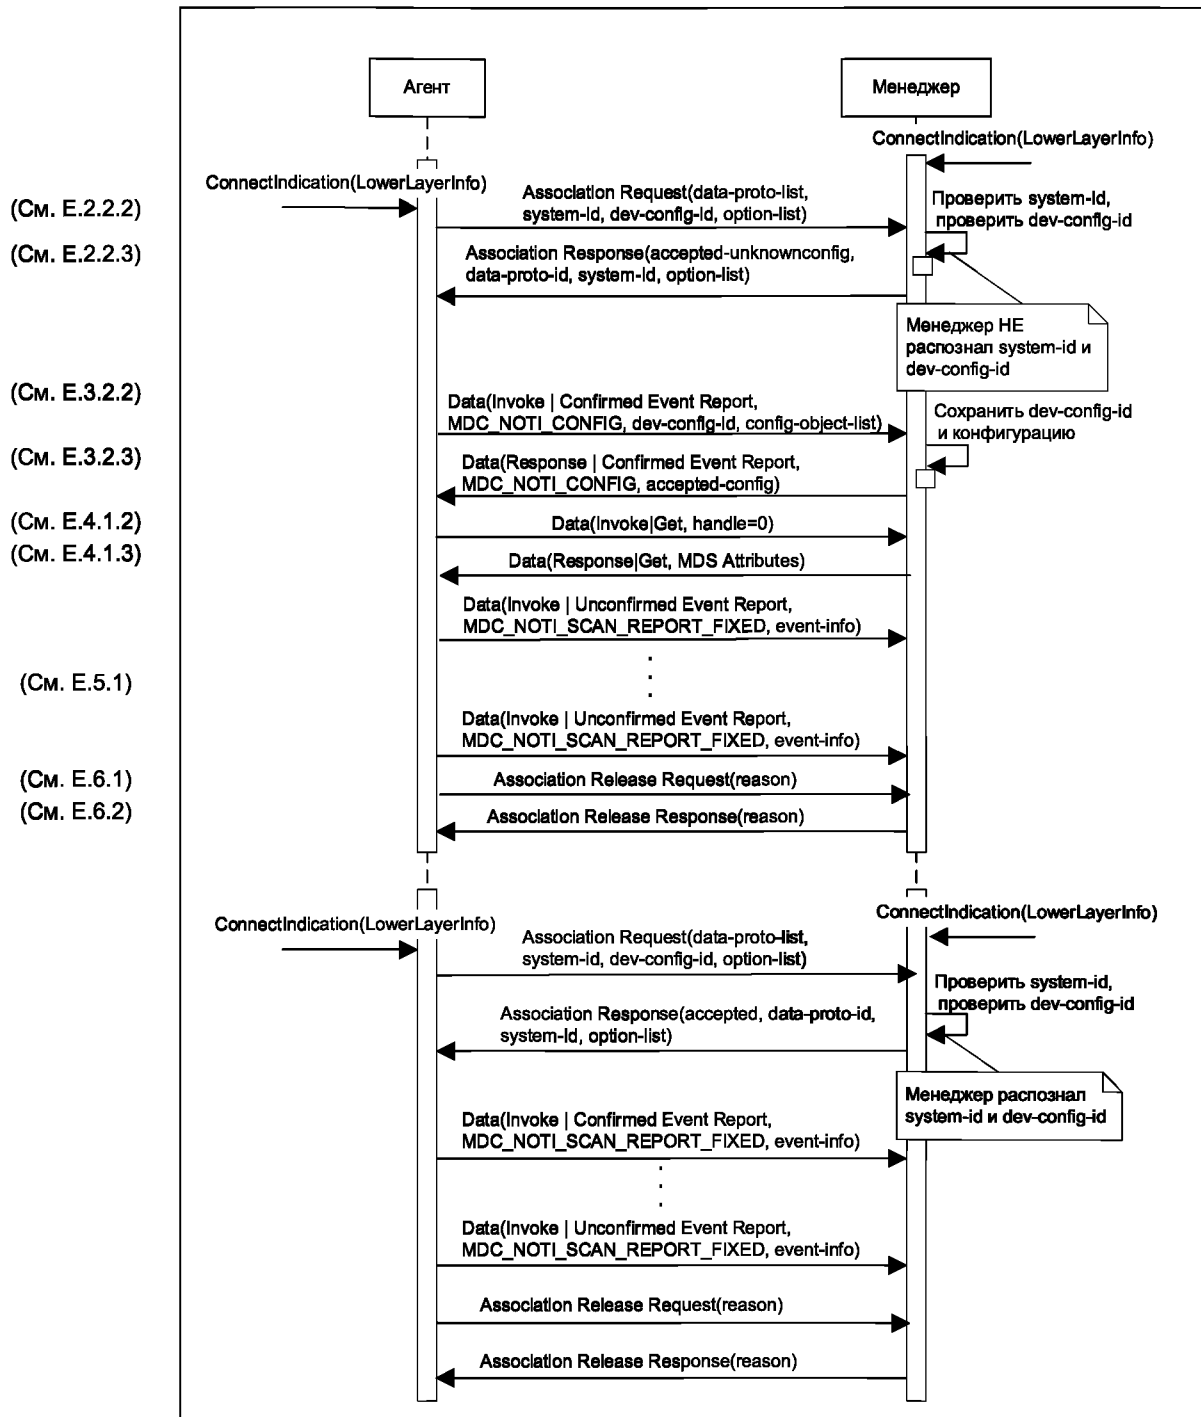 Агент
Менеджер
ConnectIndication(LowerLayerInfo)
ConnectIndication(LowerLayerInfo)
(См. E.2.2.2)
Association Request(data-proto-list,
system-id, dev-config-id, option-list)
Проверить system-id,
проверить dev-config-id
(См. E.2.2.3)
Association Response(accepted-unknownconfig,
data-proto-id, system-id, option-list)
Менеджер НЕ
распознал system-id и
dev-config-id
(См. E.3.2.2)
Data(Invoke | Confirmed Event Report,
MDC_NOTI_CONFIG, dev-config-id, config-object-list)
Сохранить dev-config-id
и конфигурацию
(См. E.3.2.3)
Data(Response | Confirmed Event Report,
MDC_NOTI_CONFIG, accepted-config)
(См. E.4.1.2)
Data(Invoke|Get, handle=0)
(См. E.4.1.3)
Data(Response|Get, MDS Attributes)
Data(Invoke | Unconfirmed Event Report,
MDC_NOTI_SCAN_REPORT_FIXED, event-info)
(См. E.5.1)
Data(Invoke | Unconfirmed Event Report,
MDC_NOTI_SCAN_REPORT_FIXED, event-info)
(См. E.6.1)
Association Release Request(reason)
(См. E.6.2)
Association Release Response(reason)
ConnectIndication(LowerLayerInfo)
ConnectIndication(LowerLayerInfo)
Association Request(data-proto-list,
system-id, dev-config-id, option-list)
Проверить system-id,
проверить dev-config-id
Association Response(accepted, data-proto-id,
system-id, option-list)
Менеджер распознал
system-id и dev-config-id
Data(Invoke | Confirmed Event Report,
MDC_NOTI_SCAN_REPORT_FIXED, event-info)
Data(Invoke | Unconfirmed Event Report,
MDC_NOTI_SCAN_REPORT_FIXED, event-info)
Association Release Request(reason)
Association Release Response(reason)